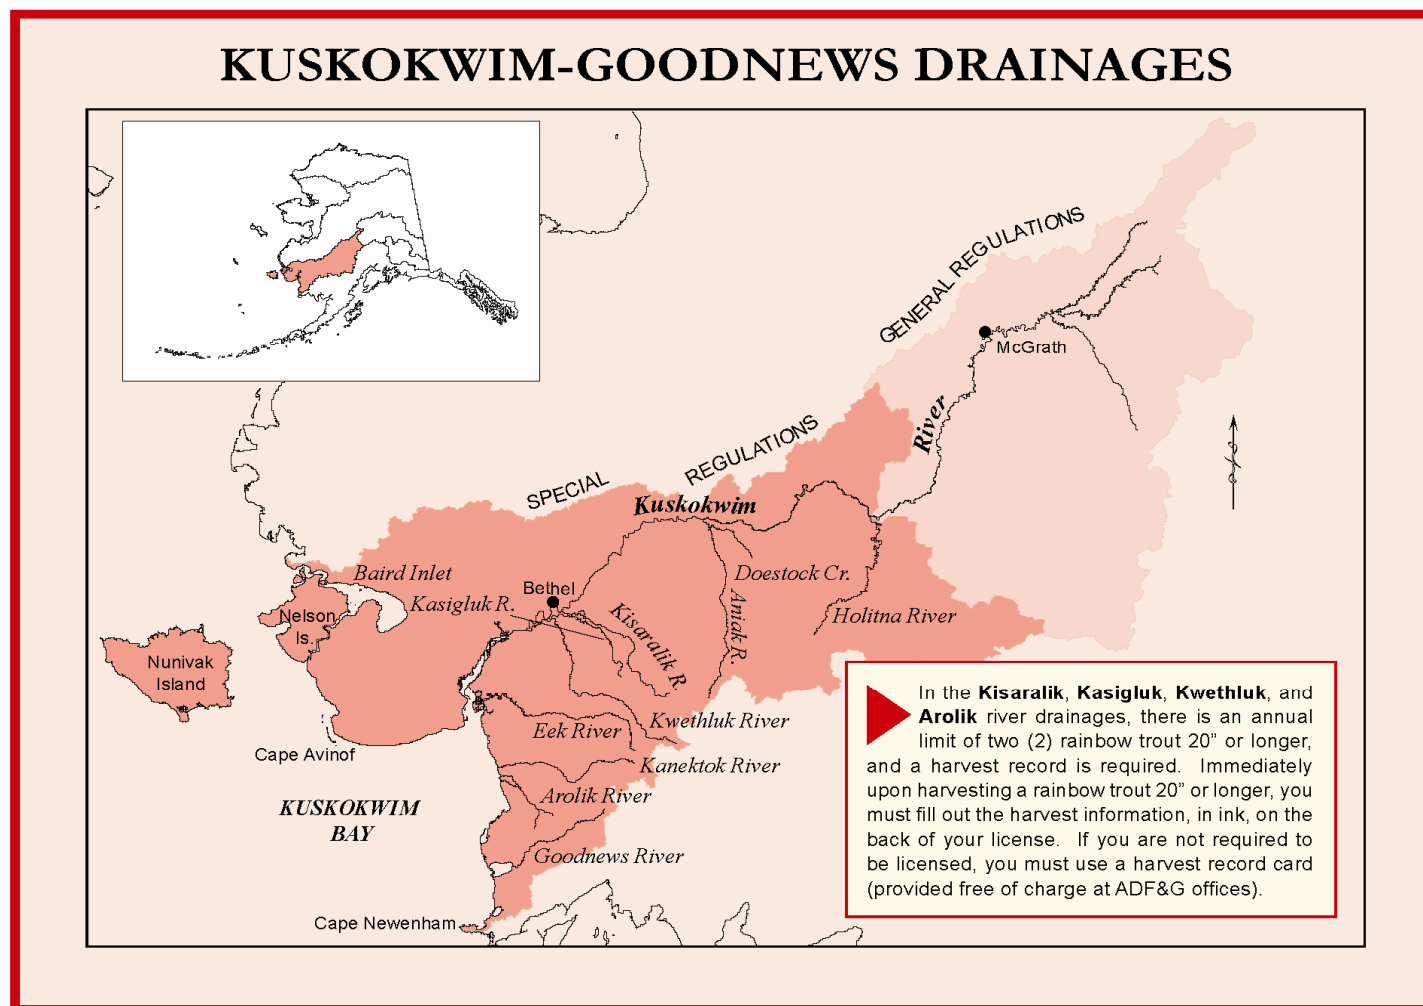 KUSKOKWIM-GOODNEWS DRAINAGES
GENERAL REGULATIONS
McGrath
River
SPECIAL REGULATIONS
Kuskokwim
Baird Inlet
Bethel
Doestock Cr.
Kasigluk R.
Kisaralik R.
Aniak R.
Nelson
Is.
Holitna River
Nunivak
Island
Kwethluk River
Eek River
Cape Avinof
Kanektok River
Arolik River
KUSKOKWIM
BAY
Goodnews River
Cape Newenham
In the Kisaralik, Kasigluk, Kwethluk, and
Arolik river drainages, there is an annual
limit of two (2) rainbow trout 20” or longer,
and a harvest record is required. Immediately
upon harvesting a rainbow trout 20” or longer, you
must fill out the harvest information, in ink, on the
back of your license. If you are not required to
be licensed, you must use a harvest record card
(provided free of charge at ADF&G offices).